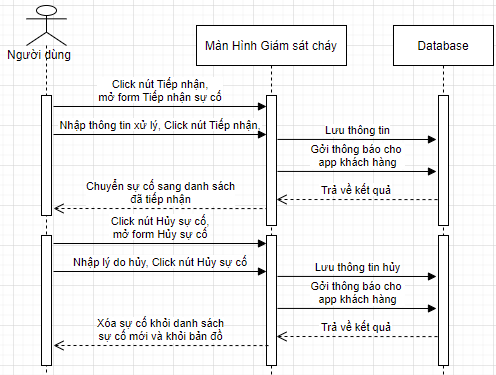 Người dùng
Màn Hình Giám sát cháy
Database
Click nút Tiếp nhận,
mở form Tiếp nhận sự cố
Nhập thông tin xử lý, Click nút Tiếp nhận,
Lưu thông tin
Gởi thông báo cho
app khách hàng
Chuyển sự cố sang danh sách
đã tiếp nhận
Trả về kết quả
Click nút Hủy sự cố,
mở form Hủy sự cố
Nhập lý do hủy, Click nút Hủy sự cố
Lưu thông tin hủy
Gởi thông báo cho
app khách hàng
Xóa sự cố khỏi danh sách
sự cố mới và khỏi bản đồ
Trả về kết quả